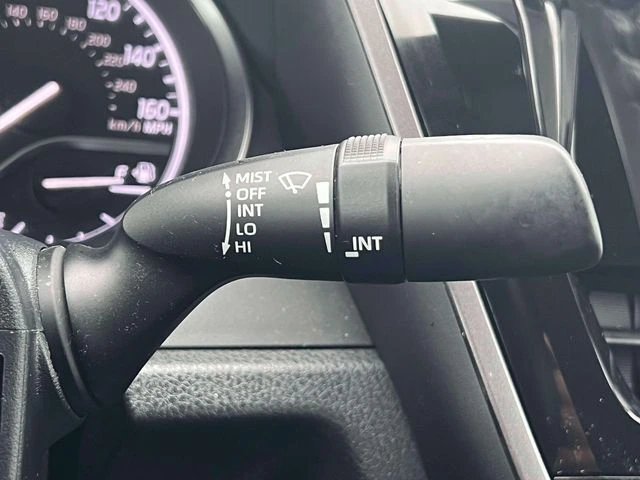 120
140
160
km/h MPH
140
160
180
200
220
240
F
MIST
OFF
INT
LO
HI
INT